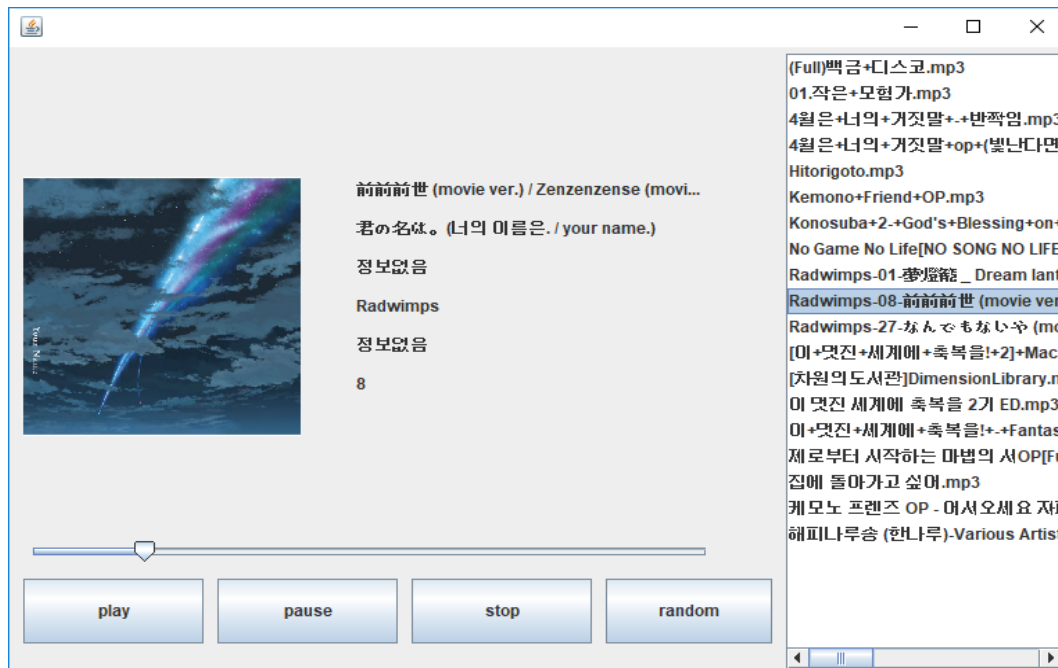 前前前世 (movie ver.) / Zenzenzense (movi...
君の名は。 (너의 이름은. / your name.)
정보없음
Radwimps
정보없음
8
Your Name.
play
pause
stop
random
(Full)백금+디스코.mp3
01.작은+모험가.mp3
4월은+너의+거짓말+-+반짝임.mp3
4월은+너의+거짓말+op+(빛난다면
Hitorigoto.mp3
Kemono+Friend+OP.mp3
Konosuba+2-+God's+Blessing+on+
No Game No Life[NO SONG NO LIFE
Radwimps-01-夢灯籠 _ Dream lant
Radwimps-08-前前前世 (movie ver
Radwimps-27-なんでもないや (mo
[이+멋진+세계에+축복을!+2]+Mac
[차원의도서관]DimensionLibrary.m
이 멋진 세계에 축복을 2기 ED.mp3
이+멋진+세계에+축복을!+-+Fantas
제로부터 시작하는 마법의 서OP[Fu
집에 돌아가고 싶어.mp3
케모노 프렌즈 OP - 어서오세요 자파
해피나루송 (한나루)-Various Artist